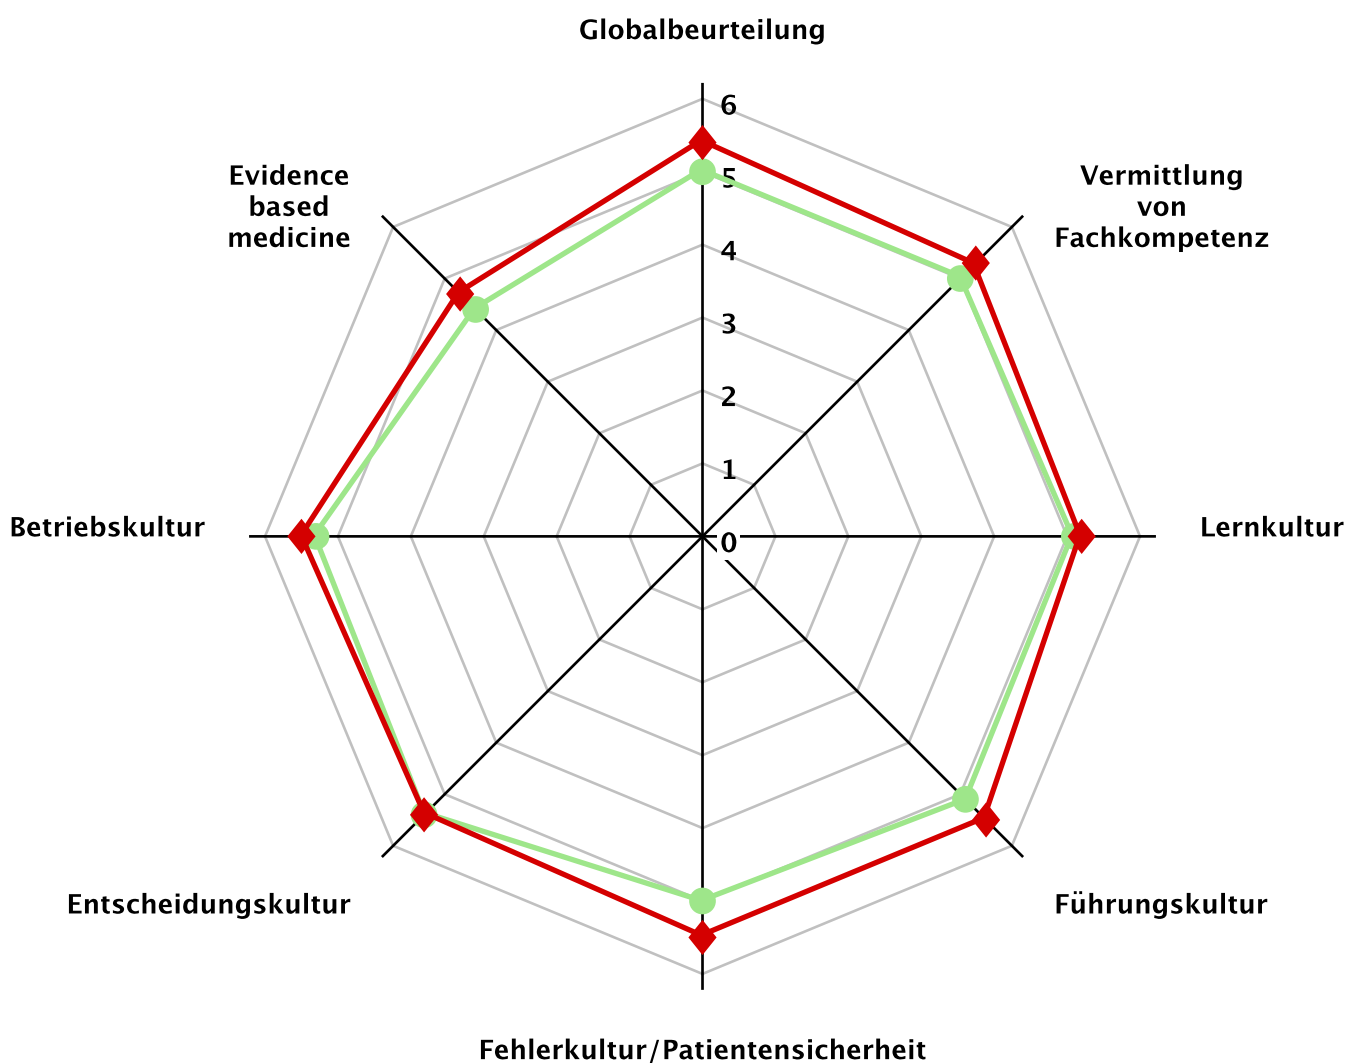 Globalbeurteilung
6
Evidence
based
medicine
5
Vermittlung
von
Fachkompetenz
4
3
2
1
Betriebskultur
0
Lernkultur
Entscheidungskultur
Führungskultur
Fehlerkultur/Patientensicherheit